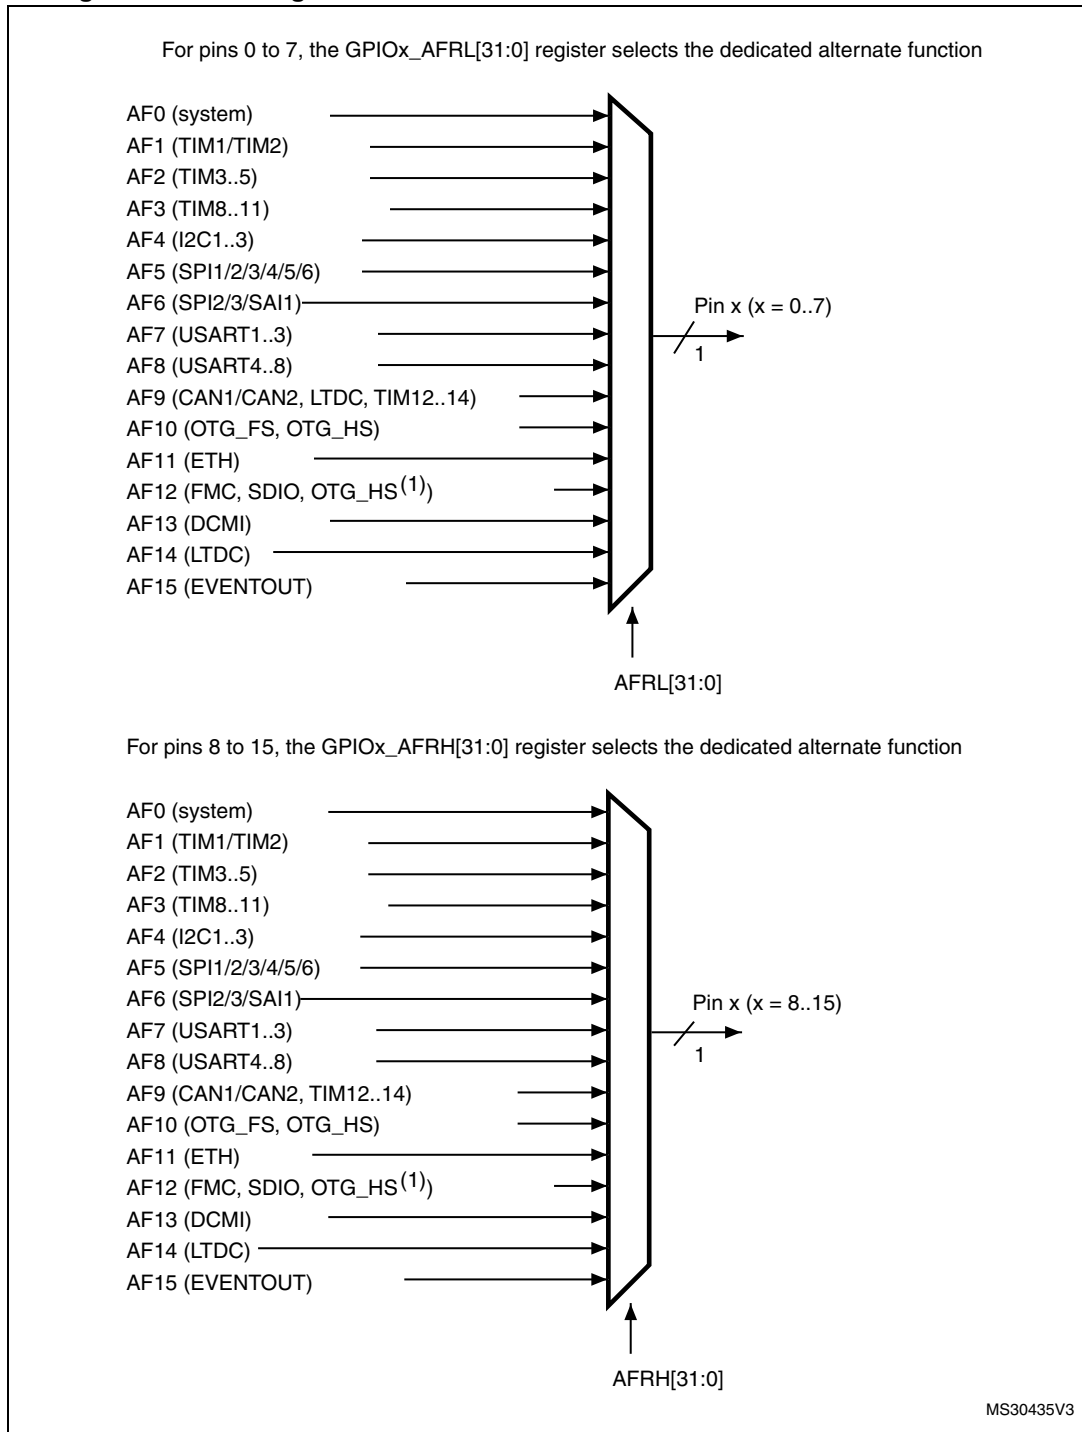 For pins 0 to 7, the GPIOx_AFRL[31:0] register selects the dedicated alternate function
AF0 (system)
AF1 (TIM1/TIM2)
AF2 (TIM3..5)
AF3 (TIM8..11)
AF4 (I2C1..3)
AF5 (SPI1/2/3/4/5/6)
AF6 (SPI2/3/SAI1)
AF7 (USART1..3)
AF8 (USART4..8)
AF9 (CAN1/CAN2, LTDC, TIM12..14)
AF10 (OTG_FS, OTG_HS)
AF11 (ETH)
AF12 (FMC, SDIO, OTG_HS(1))
AF13 (DCMI)
AF14 (LTDC)
AF15 (EVENTOUT)
Pin x (x = 0..7)
1
AFRL[31:0]
For pins 8 to 15, the GPIOx_AFRH[31:0] register selects the dedicated alternate function
AF0 (system)
AF1 (TIM1/TIM2)
AF2 (TIM3..5)
AF3 (TIM8..11)
AF4 (I2C1..3)
AF5 (SPI1/2/3/4/5/6)
AF6 (SPI2/3/SAI1)
AF7 (USART1..3)
AF8 (USART4..8)
AF9 (CAN1/CAN2, TIM12..14)
AF10 (OTG_FS, OTG_HS)
AF11 (ETH)
AF12 (FMC, SDIO, OTG_HS(1))
AF13 (DCMI)
AF14 (LTDC)
AF15 (EVENTOUT)
Pin x (x = 8..15)
1
AFRH[31:0]
MS30435V3